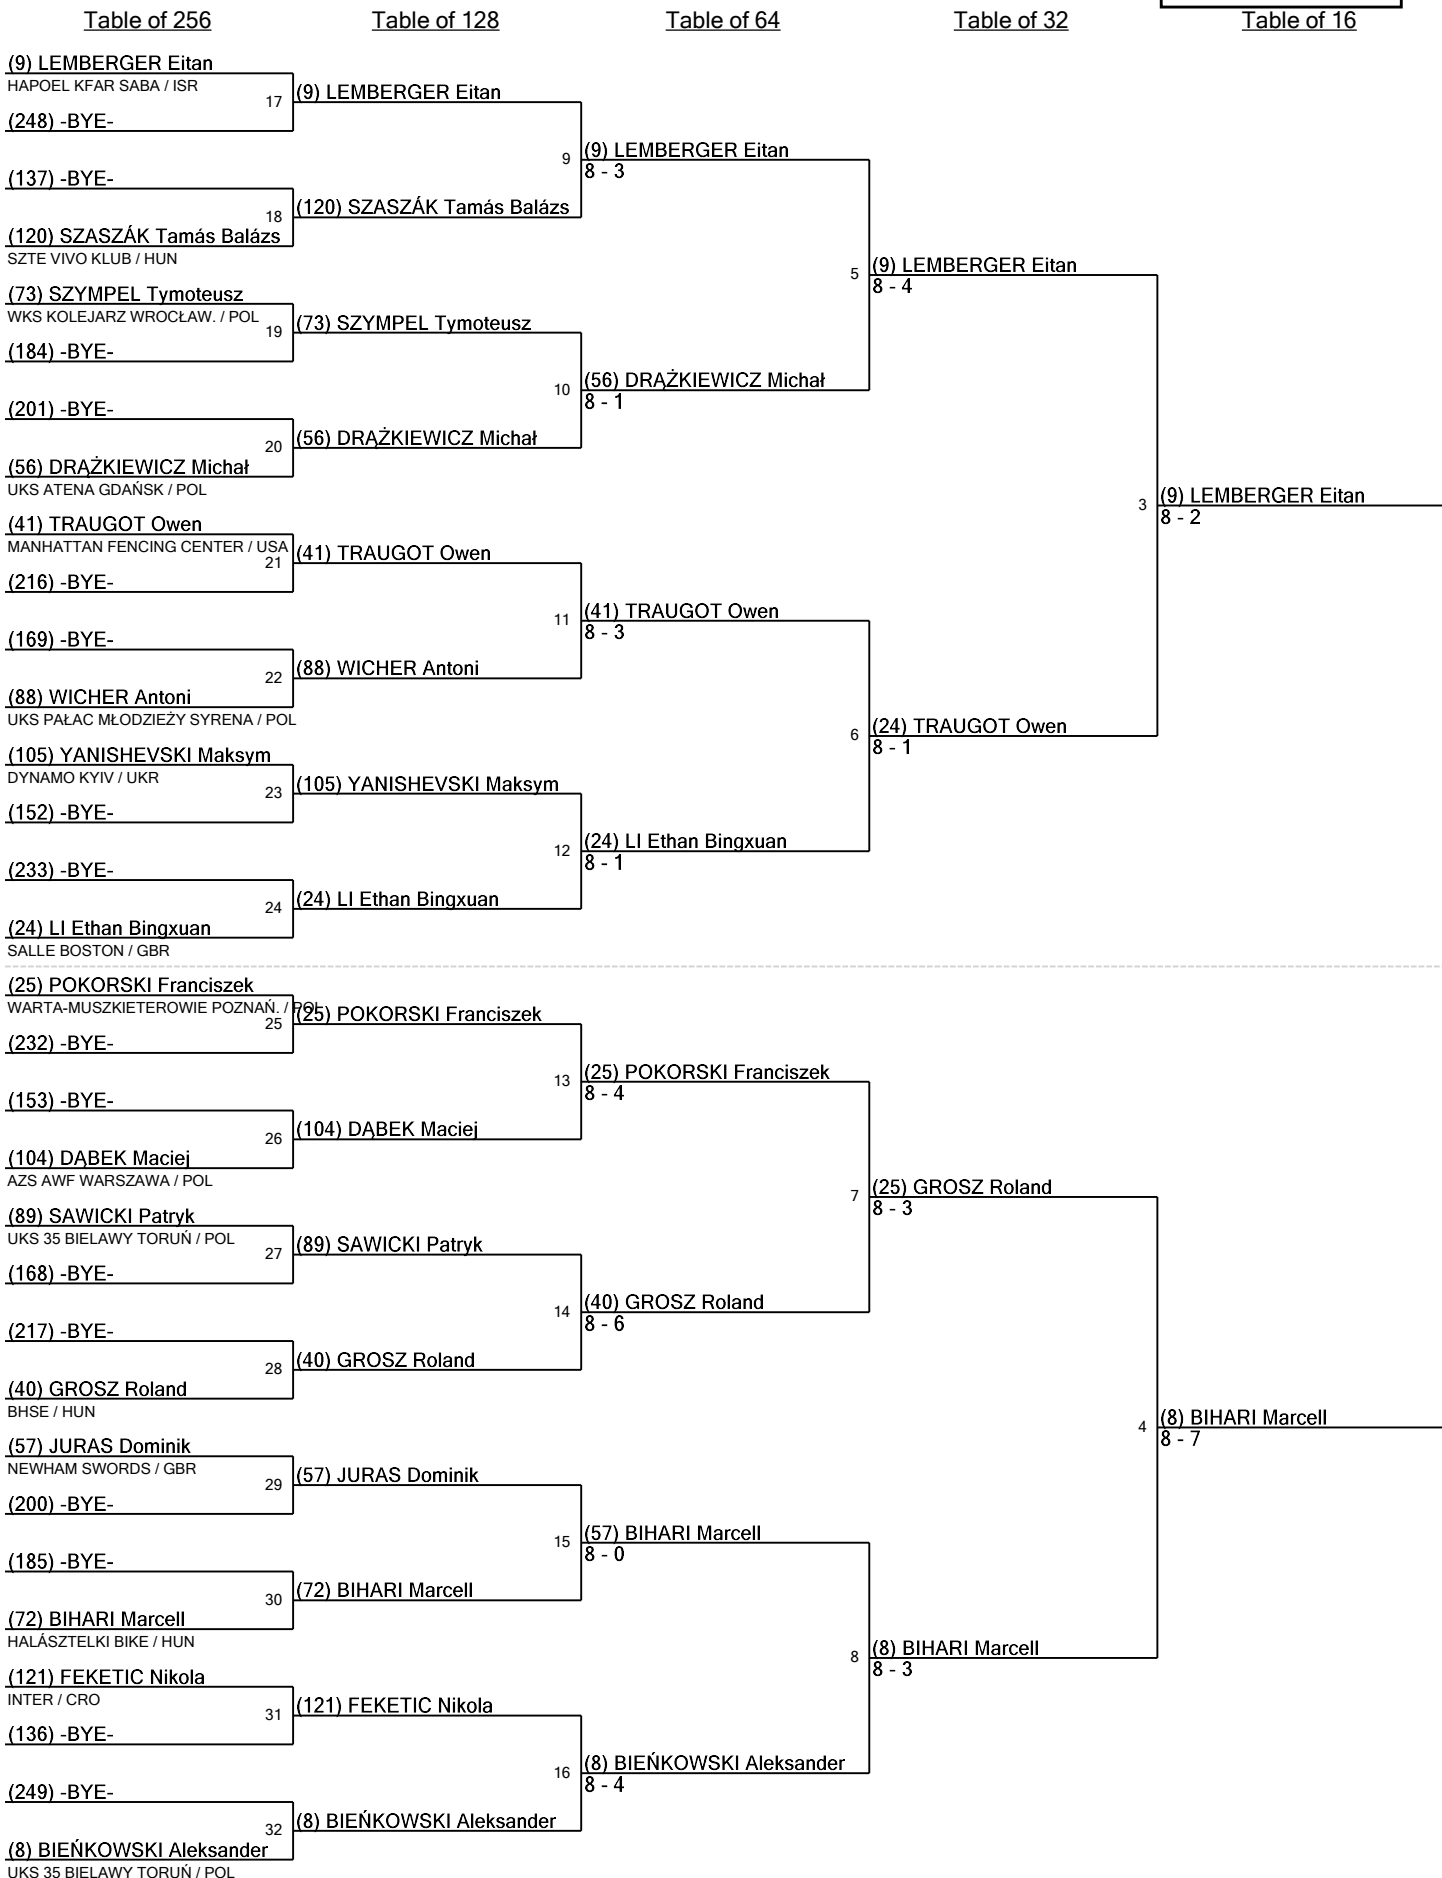 Table of 256
Table of 128
Table of 64
Table of 32
Table of 16
(9) LEMBERGER Eitan
HAPOEL KFAR SABA / ISR
17
(9) LEMBERGER Eitan
(248) -BYE-
9
(9) LEMBERGER Eitan
8 - 3
(137) -BYE-
18
(120) SZASZÁK Tamás Balázs
(120) SZASZÁK Tamás Balázs
SZTE VIVO KLUB / HUN
5
(9) LEMBERGER Eitan
8 - 4
(73) SZYMPEL Tymoteusz
WKS KOLEJARZ WROCŁAW. / POL
19
(73) SZYMPEL Tymoteusz
(184) -BYE-
10
(56) DRĄŻKIEWICZ Michał
8 - 1
(201) -BYE-
20
(56) DRĄŻKIEWICZ Michał
(56) DRĄŻKIEWICZ Michał
UKS ATENA GDAŃSK / POL
3
(9) LEMBERGER Eitan
8 - 2
(41) TRAUGOT Owen
MANHATTAN FENCING CENTER / USA
21
(41) TRAUGOT Owen
(216) -BYE-
11
(41) TRAUGOT Owen
8 - 3
(169) -BYE-
22
(88) WICHER Antoni
(88) WICHER Antoni
UKS PAŁAC MŁODZIEŻY SYRENA / POL
6
(24) TRAUGOT Owen
8 - 1
(105) YANISHEVSKI Maksym
DYNAMO KYIV / UKR
23
(105) YANISHEVSKI Maksym
(152) -BYE-
12
(24) LI Ethan Bingxuan
8 - 1
(233) -BYE-
24
(24) LI Ethan Bingxuan
(24) LI Ethan Bingxuan
SALLE BOSTON / GBR
(25) POKORSKI Franciszek
WARTA-MUSZKIETEROWIE POZNAŃ. / POL
25
(25) POKORSKI Franciszek
(232) -BYE-
13
(25) POKORSKI Franciszek
8 - 4
(153) -BYE-
26
(104) DĄBEK Maciej
(104) DĄBEK Maciej
AZS AWF WARSZAWA / POL
7
(25) GROSZ Roland
8 - 3
(89) SAWICKI Patryk
UKS 35 BIELAWY TORUŃ / POL
27
(89) SAWICKI Patryk
(168) -BYE-
14
(40) GROSZ Roland
8 - 6
(217) -BYE-
28
(40) GROSZ Roland
(40) GROSZ Roland
BHSE / HUN
4
(8) BIHARI Marcell
8 - 7
(57) JURAS Dominik
NEWHAM SWORDS / GBR
29
(57) JURAS Dominik
(200) -BYE-
15
(57) BIHARI Marcell
8 - 0
(185) -BYE-
30
(72) BIHARI Marcell
(72) BIHARI Marcell
HALÁSZTELKI BIKE / HUN
8
(8) BIHARI Marcell
8 - 3
(121) FEKETIC Nikola
INTER / CRO
31
(121) FEKETIC Nikola
(136) -BYE-
16
(8) BIEŃKOWSKI Aleksander
8 - 4
(249) -BYE-
32
(8) BIEŃKOWSKI Aleksander
(8) BIEŃKOWSKI Aleksander
UKS 35 BIELAWY TORUŃ / POL